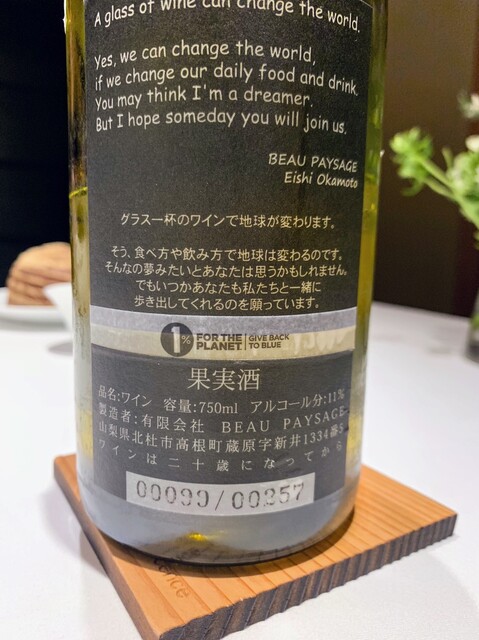 A glass of wine can change the world.
Yes, we can change the world,
if we change our daily food and drink.
You may think I'm a dreamer.
But I hope someday you will join us.
BEAU PAYSAGE
Eishi Okamoto
グラス一杯のワインで地球が変わります。
そう、食べ方や飲み方で地球は変わるのです。
そんなの夢みたいとあなたは思うかもしれません。
でもいつかあなたも私たちと一緒に
歩き出してくれるのを願っています。
1% FOR THE PLANET GIVE BACK TO BLUE
果実酒
品名:ワイン 容量:750ml アルコール分:11%
製造者:有限会社 BEAU PAYSAGE
山梨県北杜市高根町蔵原字新井1334番5
ワインは二十歳になってから
00099/00257